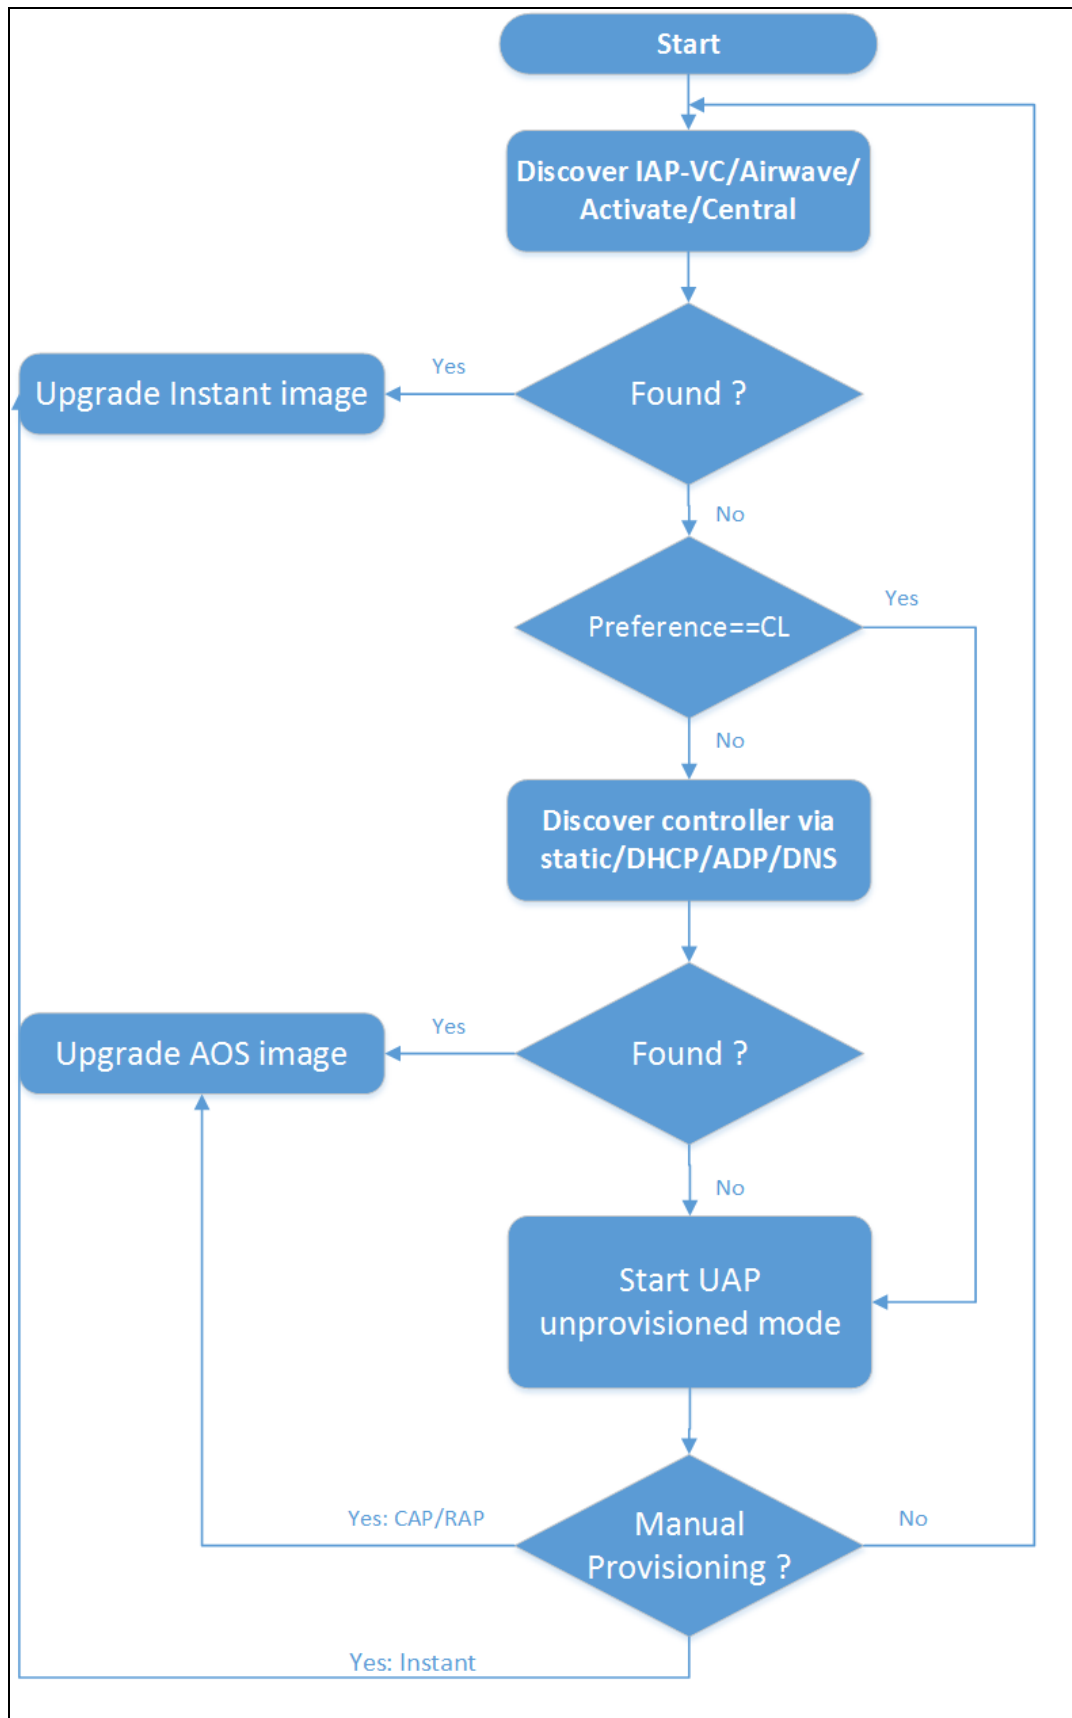 Start
Discover IAP-VC/Airwave/
Activate/Central
Yes
Upgrade Instant image
Found ?
No
Yes
Preference==CL
No
Discover controller via
static/DHCP/ADP/DNS
Yes
Upgrade AOS image
Found ?
No
Start UAP
unprovisioned mode
Yes: CAP/RAP
Manual
Provisioning ?
No
Yes: Instant